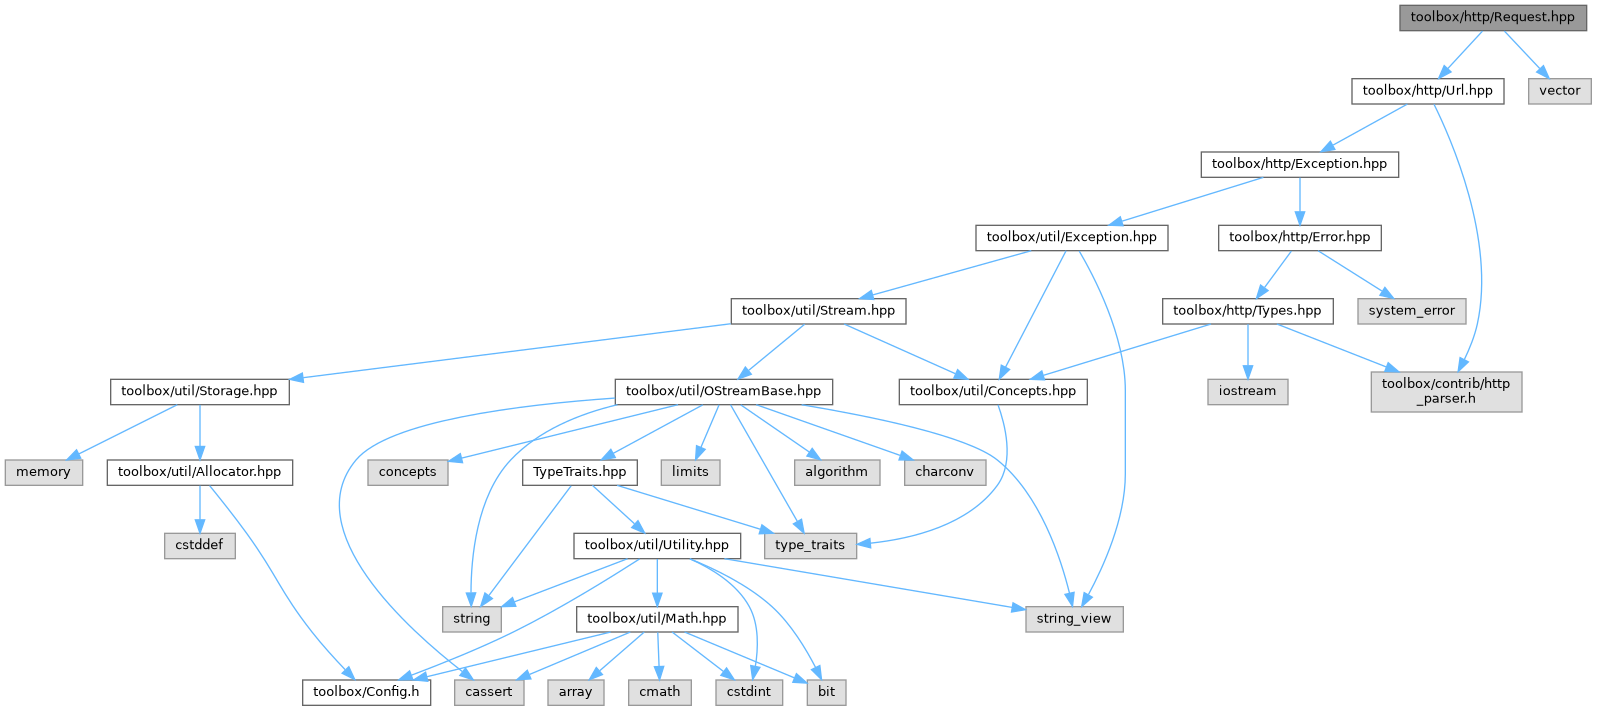 toolbox/http/Request.hpp
toolbox/http/Url.hpp
vector
toolbox/http/Exception.hpp
toolbox/util/Exception.hpp
toolbox/http/Error.hpp
toolbox/util/Stream.hpp
toolbox/http/Types.hpp
system_error
toolbox/util/Storage.hpp
toolbox/util/OStreamBase.hpp
toolbox/util/Concepts.hpp
iostream
toolbox/contrib/http
_parser.h
memory
toolbox/util/Allocator.hpp
concepts
TypeTraits.hpp
limits
algorithm
charconv
cstddef
toolbox/util/Utility.hpp
type_traits
string
toolbox/util/Math.hpp
string_view
toolbox/Config.h
cassert
array
cmath
cstdint
bit